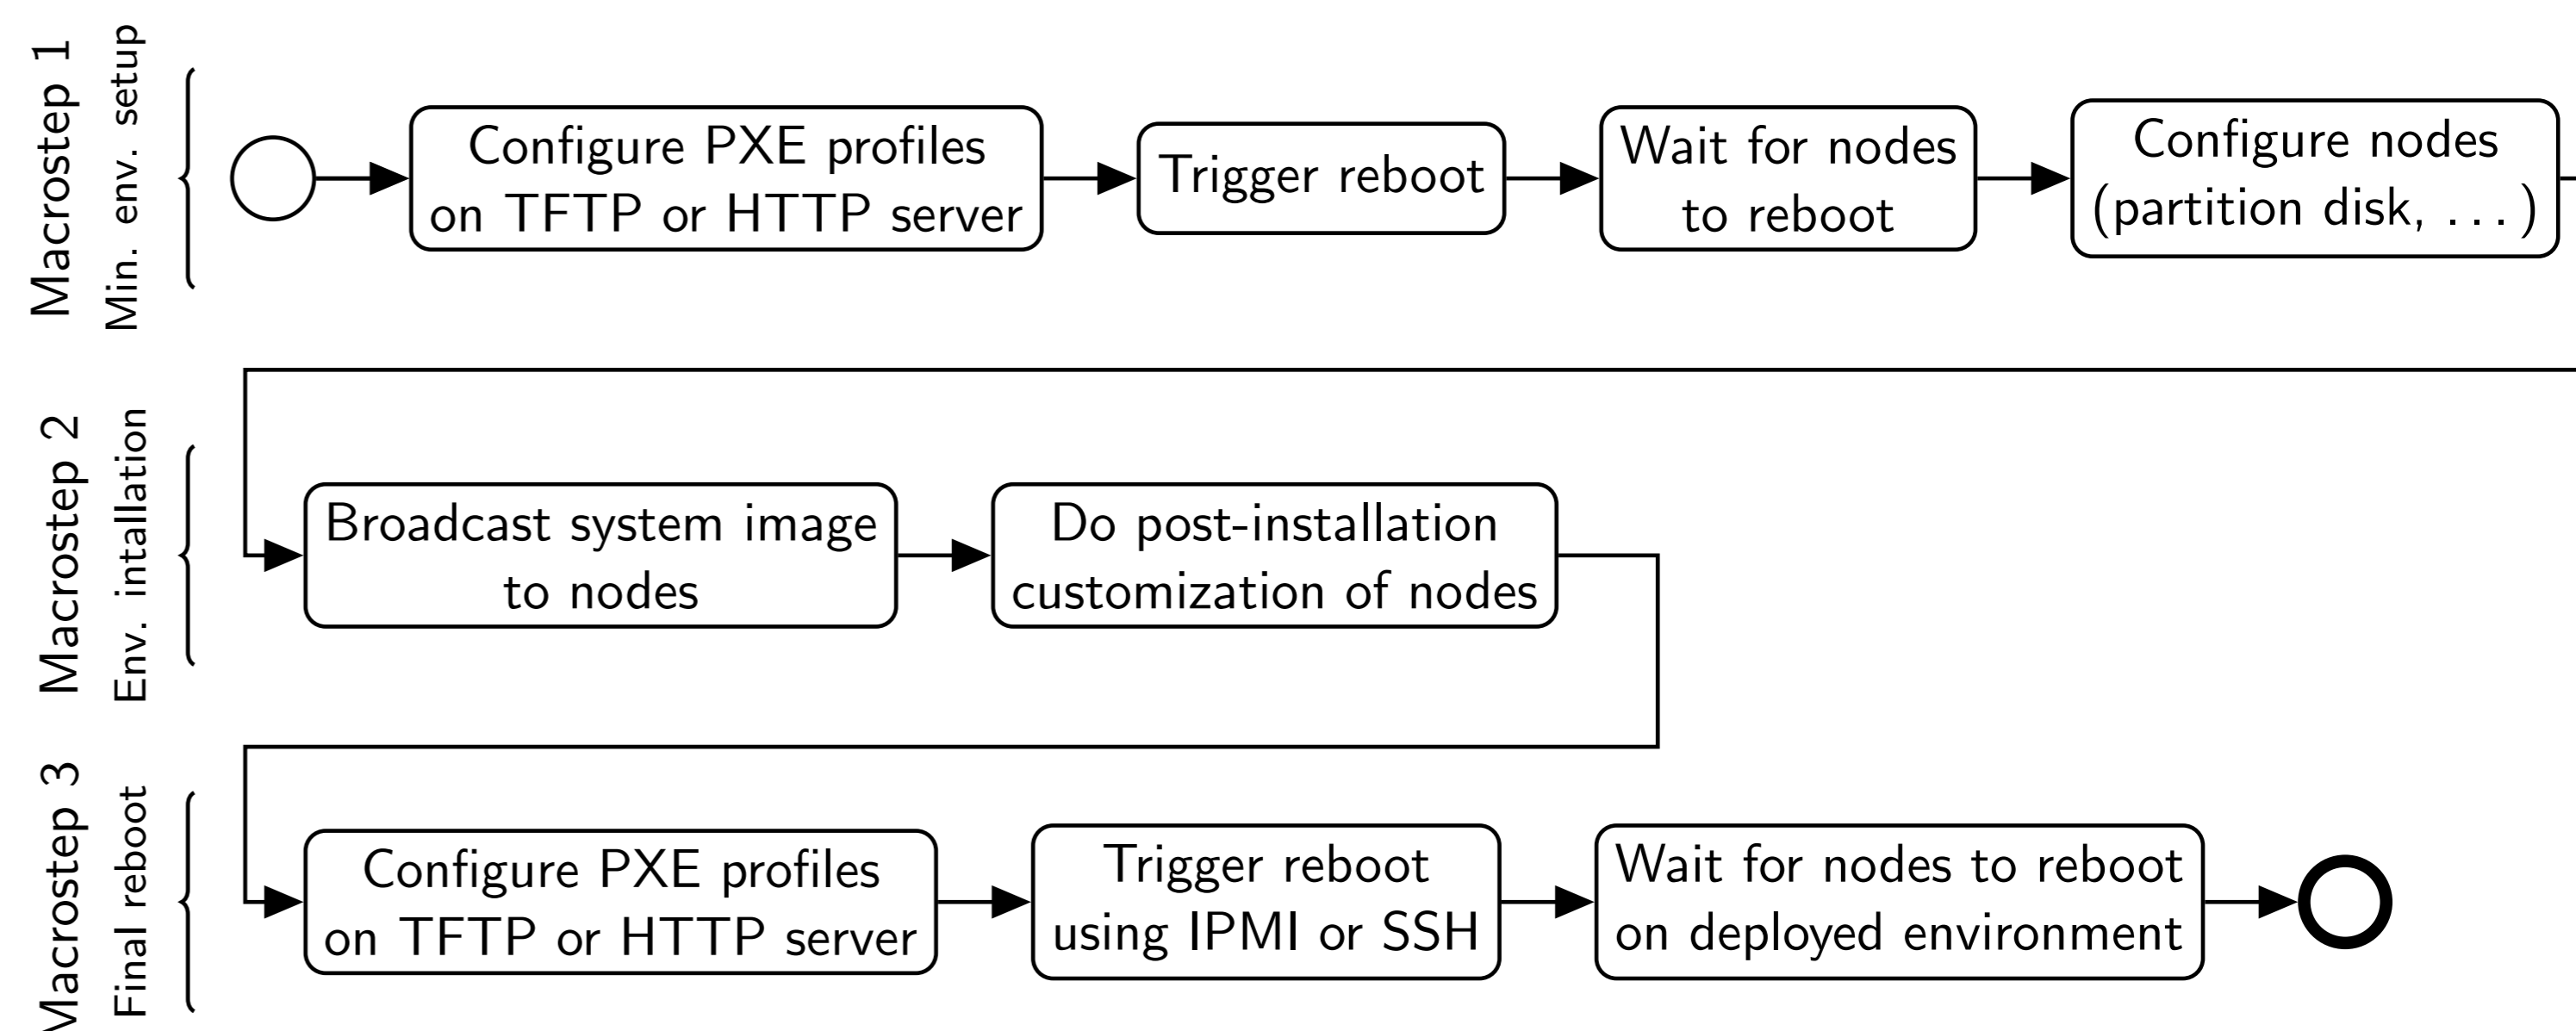 Macrostep 1
Min. env. setup
Configure PXE profiles
on TFTP or HTTP server
Trigger reboot
Wait for nodes
to reboot
Configure nodes
(partition disk, ...)
Macrostep 2
Env. intallation
Broadcast system image
to nodes
Do post-installation
customization of nodes
Macrostep 3
Final reboot
Configure PXE profiles
on TFTP or HTTP server
Trigger reboot
using IPMI or SSH
Wait for nodes to reboot
on deployed environment